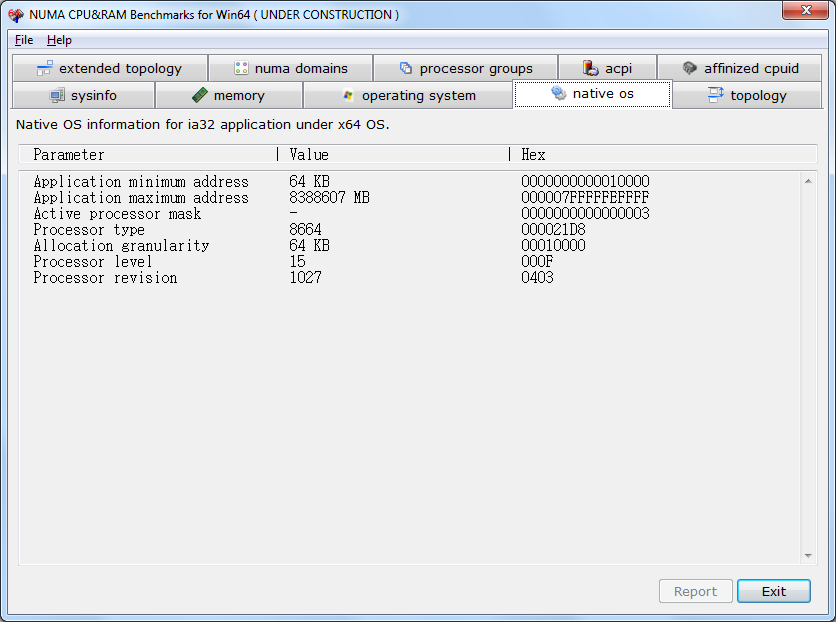 NUMA CPU&RAM Benchmarks for Win64 ( UNDER CONSTRUCTION )
File Help
extended topology numa domains processor groups acpi affinized cpuid
sysinfo memory operating system native os topology
Native OS information for ia32 application under x64 OS.
Parameter | Value | Hex
Application minimum address 64 KB 0000000000010000
Application maximum address 8388607 MB 000007FFFFFEFFFF
Active processor mask - 0000000000000003
Processor type 8664 000021D8
Allocation granularity 64 KB 00010000
Processor level 15 000F
Processor revision 1027 0403
Report Exit